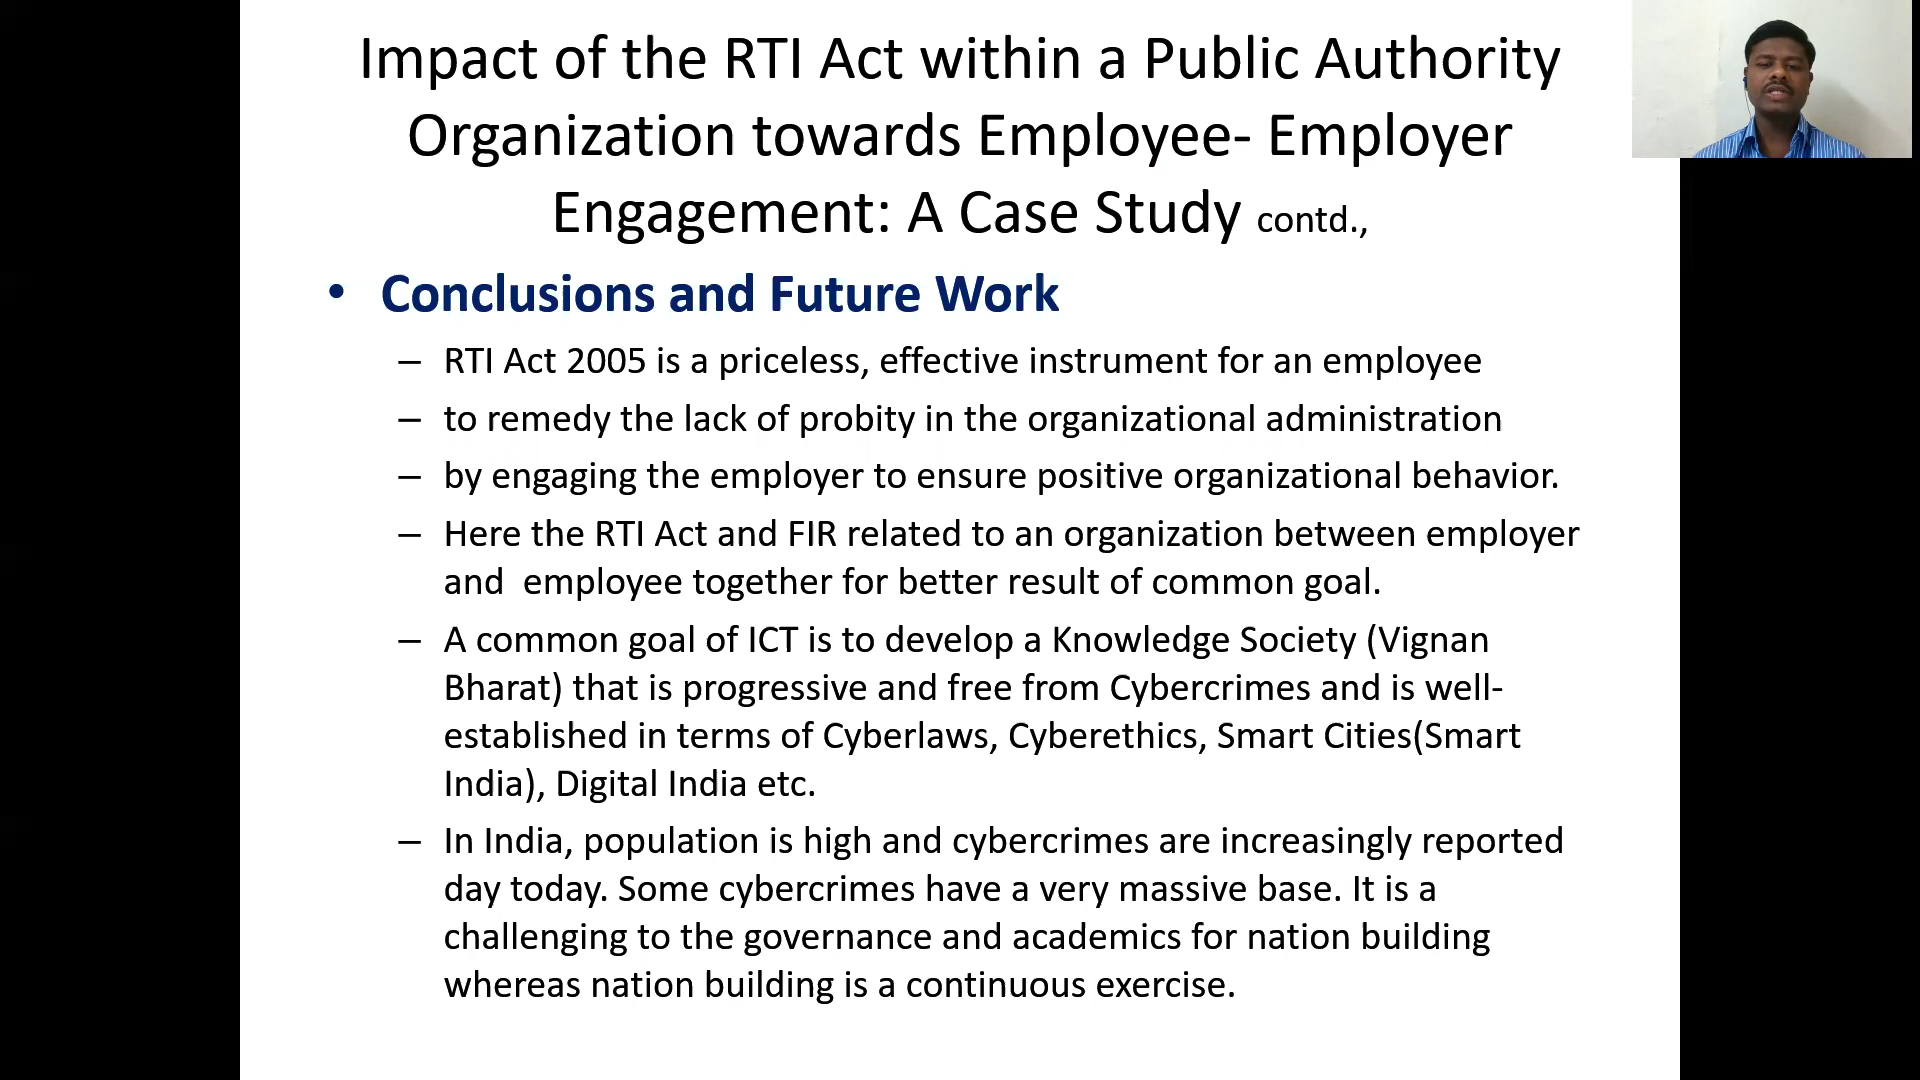 Impact of the RTI Act within a Public Authority
Organization towards Employee- Employer
Engagement: A Case Study contd.,
• Conclusions and Future Work
– RTI Act 2005 is a priceless, effective instrument for an employee
– to remedy the lack of probity in the organizational administration
– by engaging the employer to ensure positive organizational behavior.
– Here the RTI Act and FIR related to an organization between employer
and  employee together for better result of common goal.
– A common goal of ICT is to develop a Knowledge Society (Vignan
Bharat) that is progressive and free from Cybercrimes and is well-
established in terms of Cyberlaws, Cyberethics, Smart Cities(Smart
India), Digital India etc.
– In India, population is high and cybercrimes are increasingly reported
day today. Some cybercrimes have a very massive base. It is a
challenging to the governance and academics for nation building
whereas nation building is a continuous exercise.